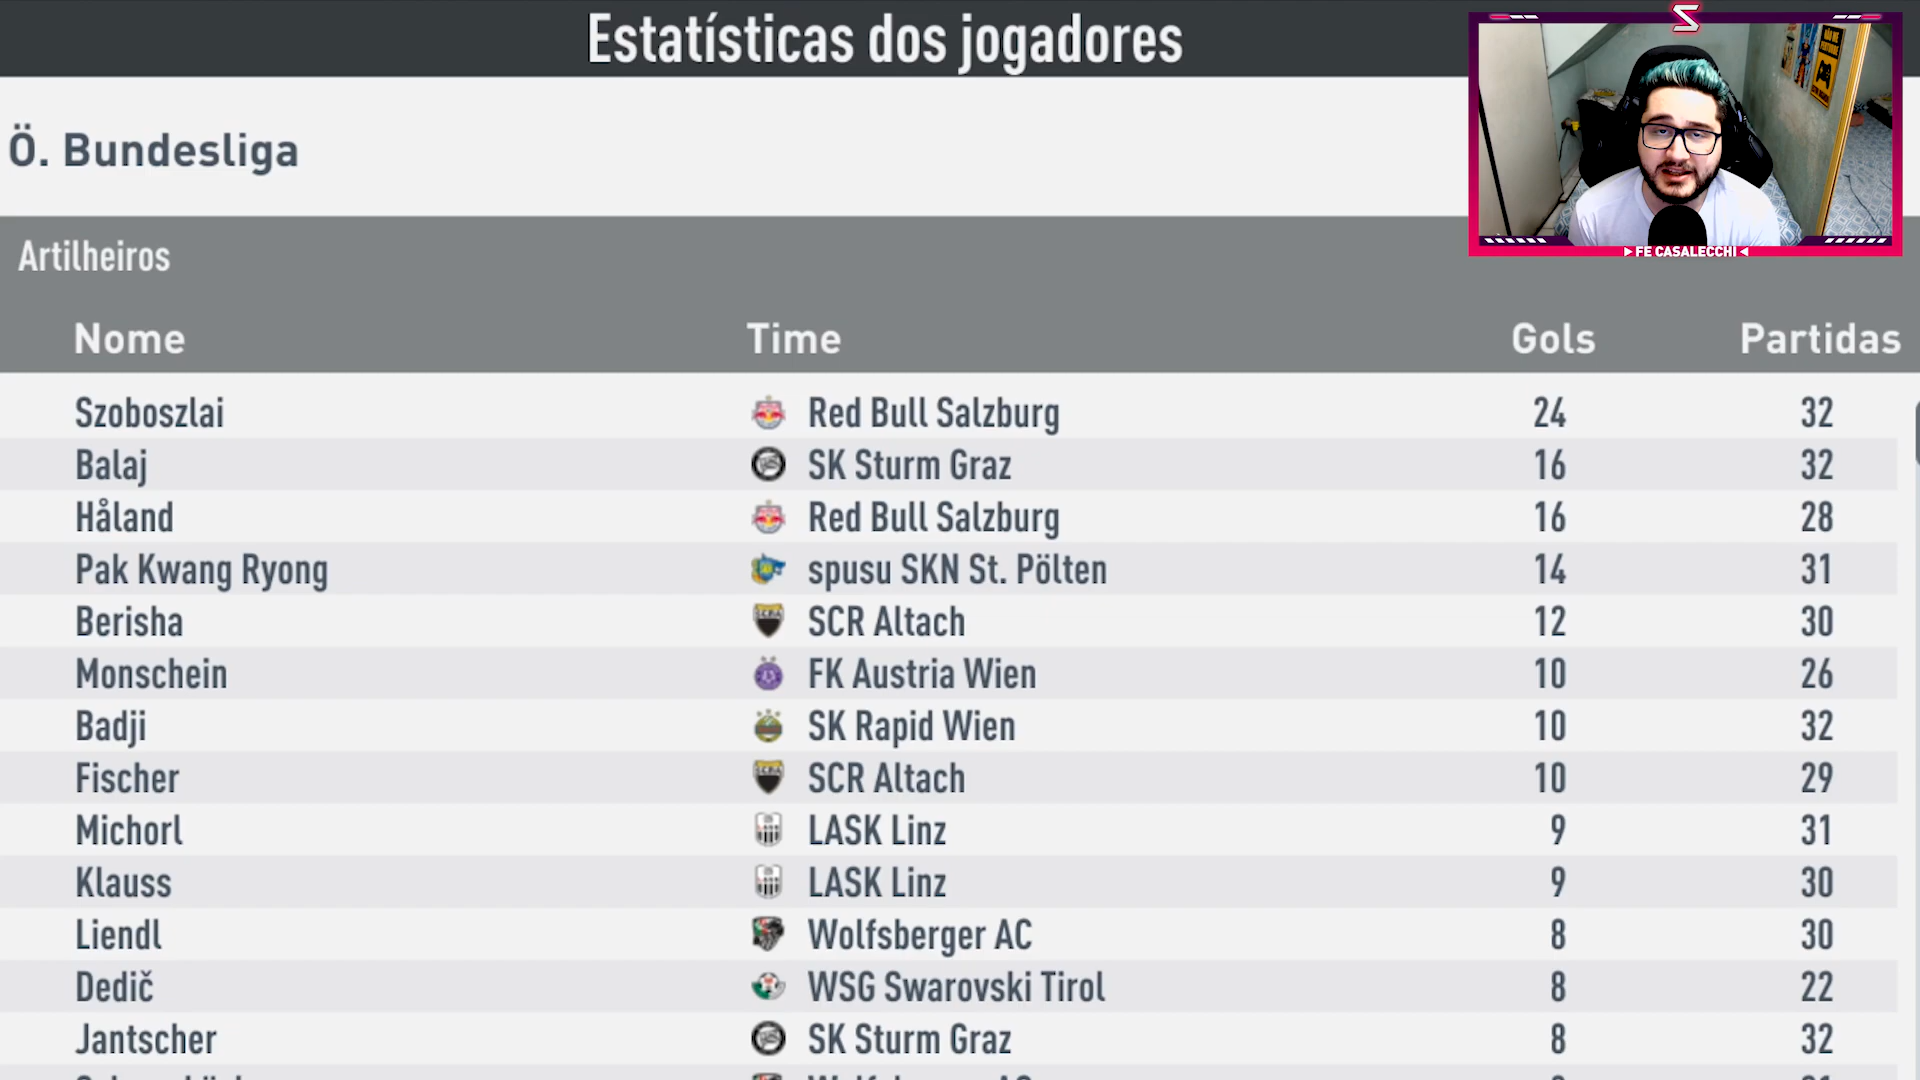 Estatísticas dos jogadores
Ö. Bundesliga
FE CASALECCHI
Artilheiros
Nome Time Gols Partidas
Szoboszlai Red Bull Salzburg 24 32
Balaj SK Sturm Graz 16 32
Håland Red Bull Salzburg 16 28
Pak Kwang Ryong spusu SKN St. Pölten 14 31
Berisha SCR Altach 12 30
Monschein FK Austria Wien 10 26
Badji SK Rapid Wien 10 32
Fischer SCR Altach 10 29
Michorl LASK Linz 9 31
Klauss LASK Linz 9 30
Liendl Wolfsberger AC 8 30
Dedič WSG Swarovski Tirol 8 22
Jantscher SK Sturm Graz 8 32